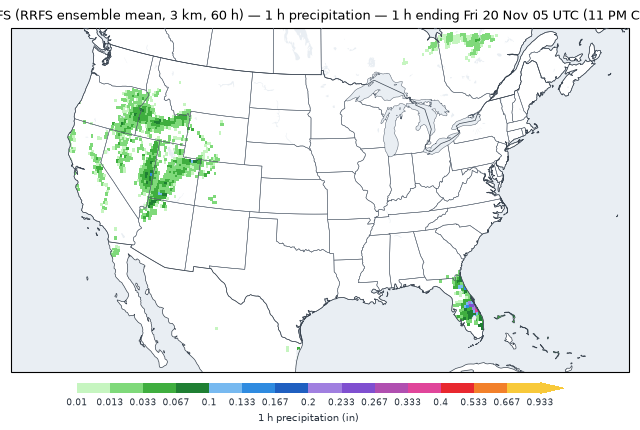 FS (RRFS ensemble mean, 3 km, 60 h) — 1 h precipitation — 1 h ending Fri 20 Nov 05 UTC (11 PM C
0.01 0.013 0.033 0.067 0.1 0.133 0.167 0.2 0.233 0.267 0.333 0.4 0.533 0.667 0.933
1 h precipitation (in)